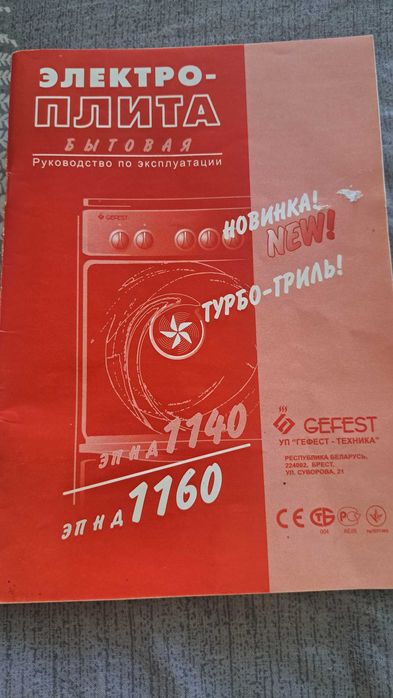 ЭЛЕКТРО-
ПЛИТА
БЫТОВАЯ
Руководство по эксплуатации
GEFEST
НОВИНКА!
NEW!
ТУРБО-ГРИЛЬ!
ЭПНД 1140
ЭПНД 1160
GEFEST
УП "ГЕФЕСТ - ТЕХНИКА"
РЕСПУБЛИКА БЕЛАРУСЬ,
224002, БРЕСТ,
УЛ. СУВОРОВА, 21
CE